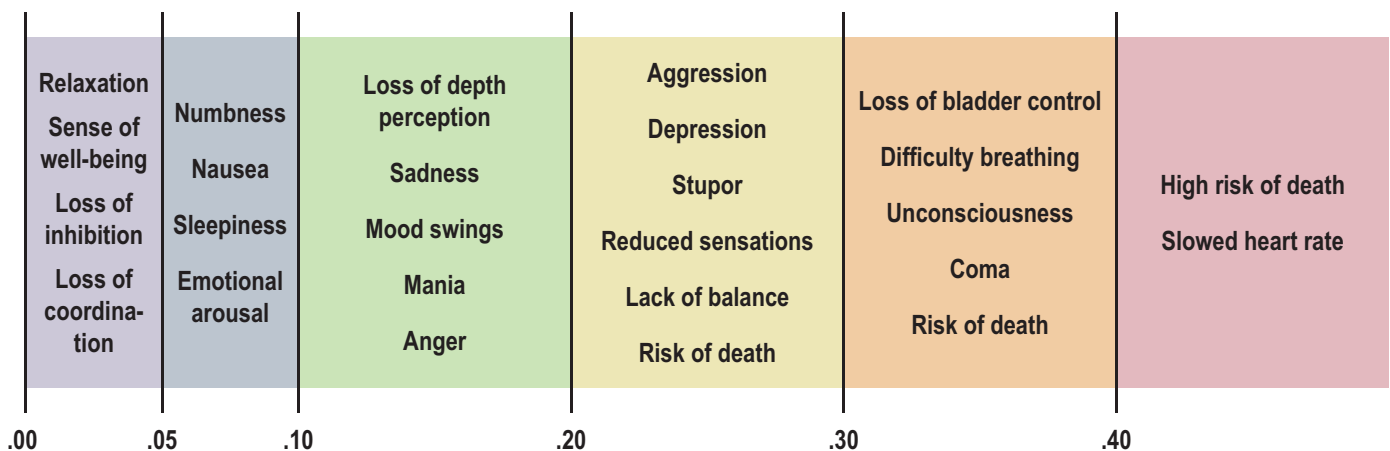 Relaxation
Sense of
well-being
Loss of
inhibition
Loss of
coordina-
tion
Numbness
Nausea
Sleepiness
Emotional
arousal
Loss of depth
perception
Sadness
Mood swings
Mania
Anger
Aggression
Depression
Stupor
Reduced sensations
Lack of balance
Risk of death
Loss of bladder control
Difficulty breathing
Unconsciousness
Coma
Risk of death
High risk of death
Slowed heart rate
.00 .05 .10 .20 .30 .40